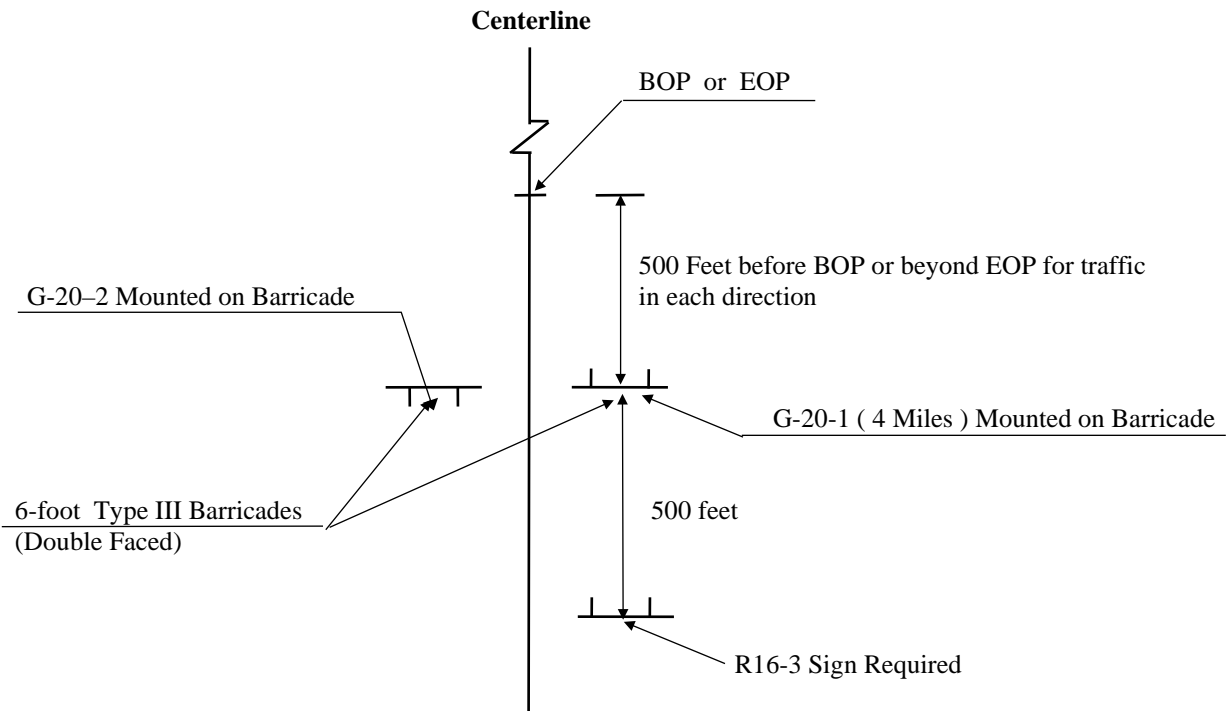 Centerline
BOP or EOP
500 Feet before BOP or beyond EOP for traffic
in each direction
G-20–2 Mounted on Barricade
G-20-1 ( 4 Miles ) Mounted on Barricade
6-foot Type III Barricades
(Double Faced)
500 feet
R16-3 Sign Required